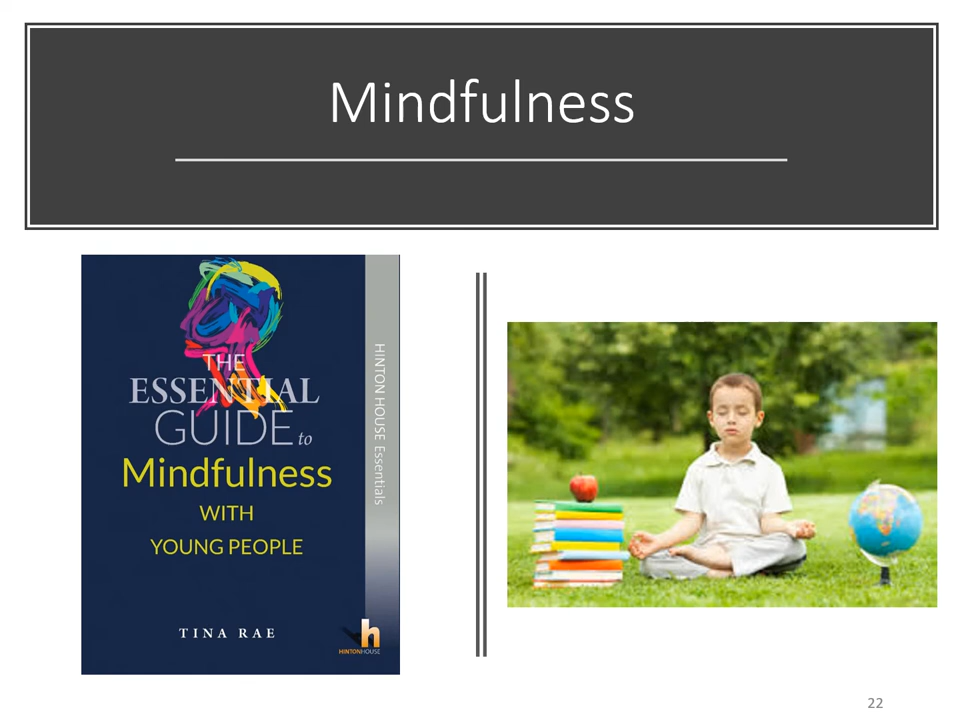 Mindfulness
THE
ESSENTIAL
GUIDE to
Mindfulness
WITH
YOUNG PEOPLE
TINA RAE
HINTON HOUSE Essentials
h
HINTONHOUSE
22